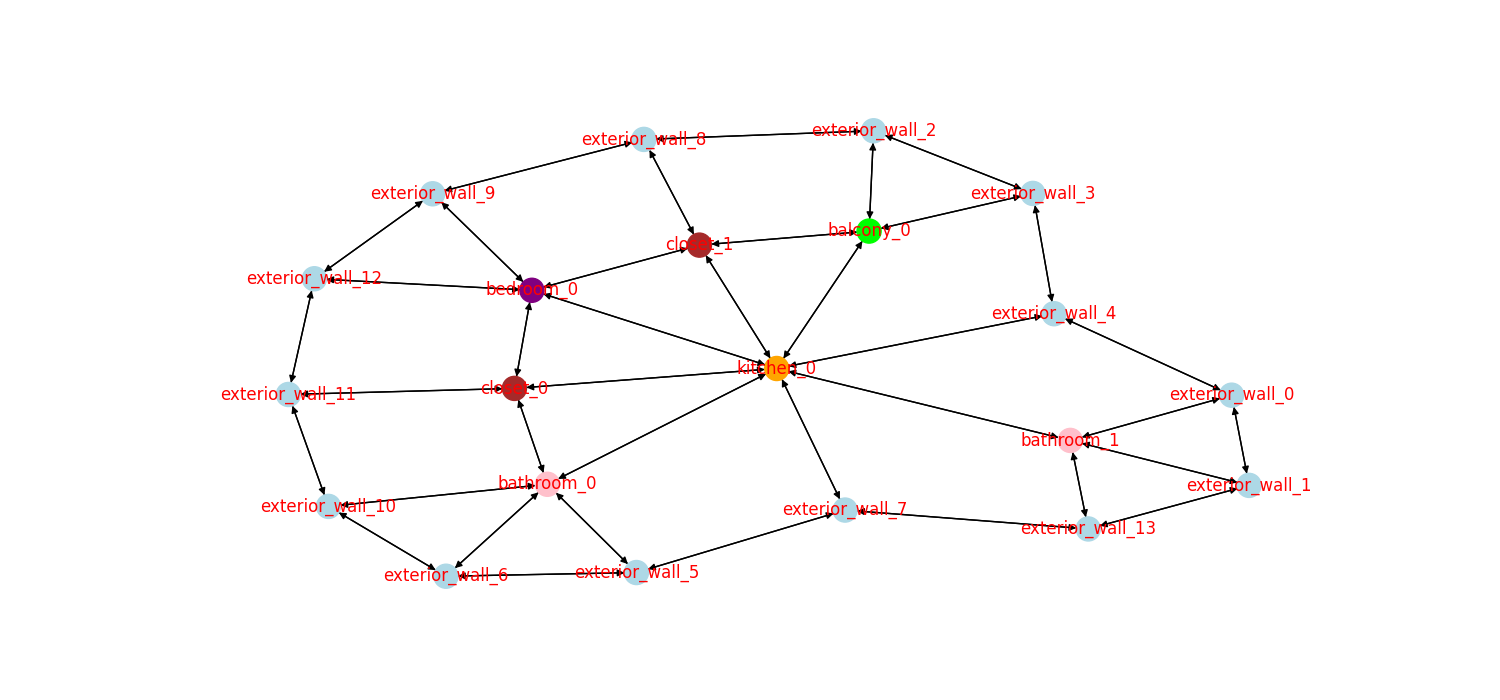 exterior_wall_2
exterior_wall_8
exterior_wall_9
exterior_wall_3
balcony_0
closet_1
exterior_wall_12
bedroom_0
exterior_wall_4
kitchen_0
closet_0
exterior_wall_11
exterior_wall_0
bathroom_1
bathroom_0
exterior_wall_1
exterior_wall_10
exterior_wall_7
exterior_wall_13
exterior_wall_5
exterior_wall_6